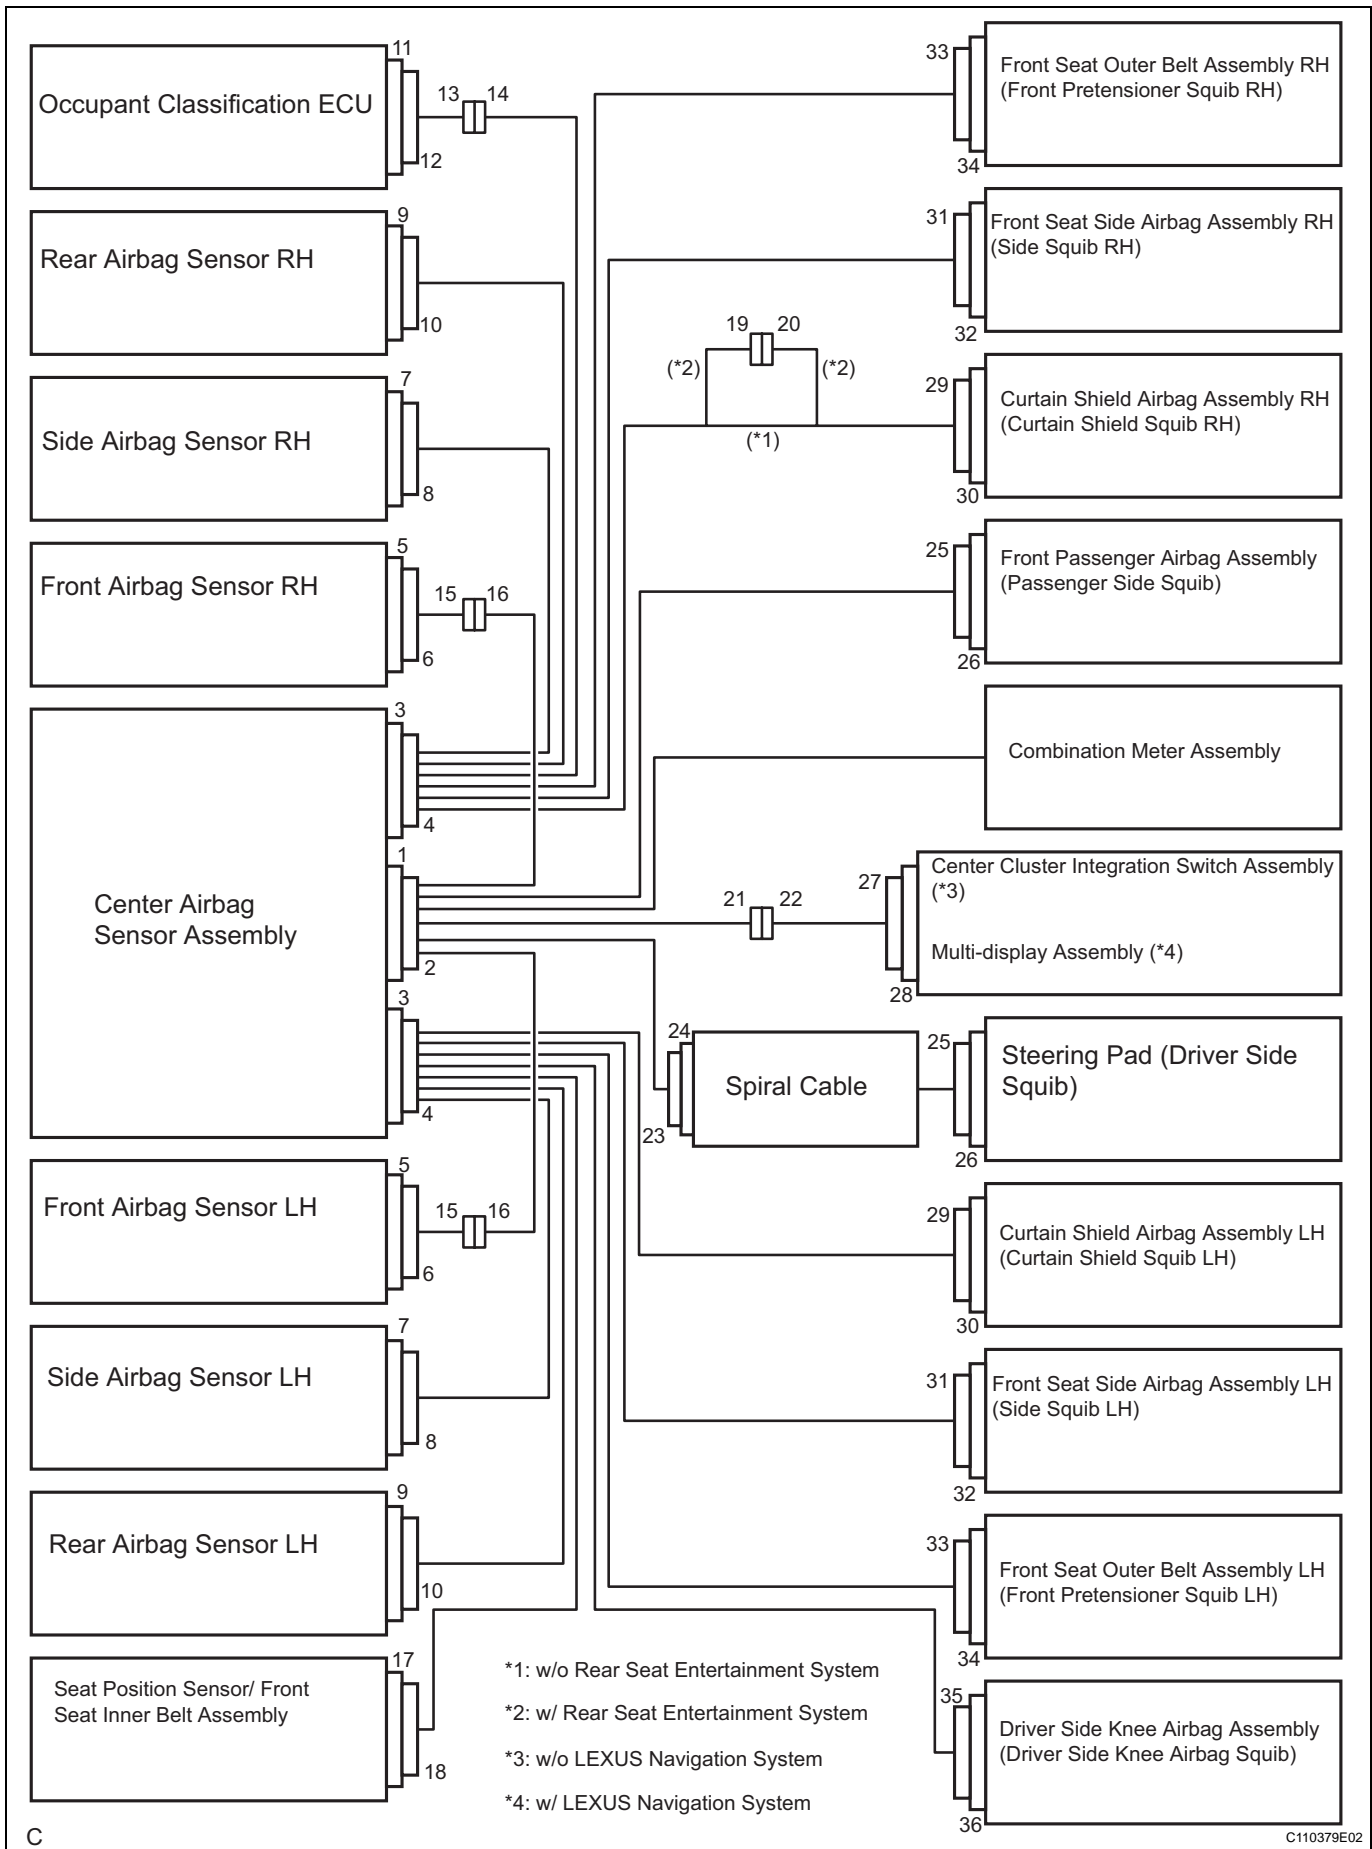 11
Occupant Classification ECU
13 14
12
9
Rear Airbag Sensor RH
10
7
Side Airbag Sensor RH
8
5
Front Airbag Sensor RH
15 16
6
3
4
1
Center Airbag
Sensor Assembly
2
3
4
5
Front Airbag Sensor LH
15 16
6
7
Side Airbag Sensor LH
8
9
Rear Airbag Sensor LH
10
17
Seat Position Sensor/ Front
Seat Inner Belt Assembly
18
33
Front Seat Outer Belt Assembly RH
(Front Pretensioner Squib RH)
34
31
Front Seat Side Airbag Assembly RH
(Side Squib RH)
32
19 20
(*2) (*2)
(*1)
29
Curtain Shield Airbag Assembly RH
(Curtain Shield Squib RH)
30
25
Front Passenger Airbag Assembly
(Passenger Side Squib)
26
Combination Meter Assembly
21 22
27
Center Cluster Integration Switch Assembly
(*3)
Multi-display Assembly (*4)
28
24
Spiral Cable
23
25
Steering Pad (Driver Side
Squib)
26
29
Curtain Shield Airbag Assembly LH
(Curtain Shield Squib LH)
30
31
Front Seat Side Airbag Assembly LH
(Side Squib LH)
32
33
Front Seat Outer Belt Assembly LH
(Front Pretensioner Squib LH)
34
35
Driver Side Knee Airbag Assembly
(Driver Side Knee Airbag Squib)
36
*1: w/o Rear Seat Entertainment System
*2: w/ Rear Seat Entertainment System
*3: w/o LEXUS Navigation System
*4: w/ LEXUS Navigation System
C
C110379E02